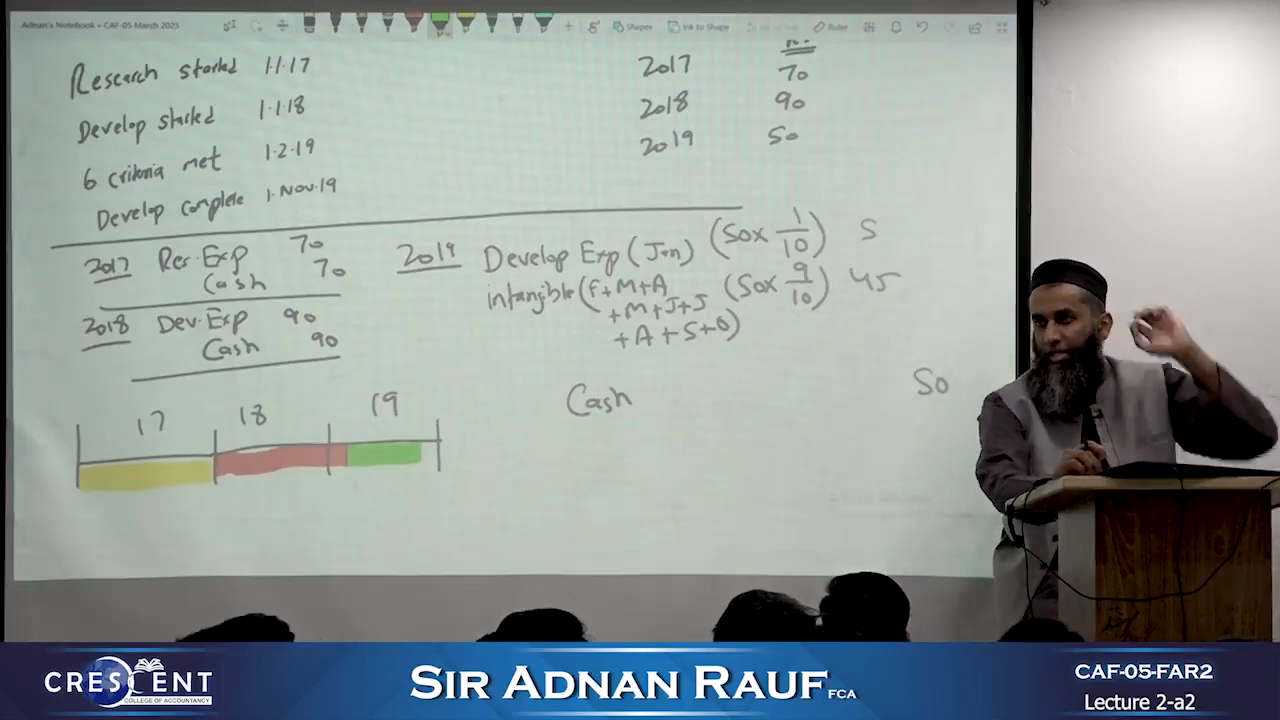 Adnan's Notebook • CAF-05 March 2025
Shapes Ink to Shape Ruler
Research started 1·1·17
Develop started 1·1·18
6 criteria met 1·2·19
Develop complete 1·Nov·19
2017 70
2018 90
2019 50
2017 Res·Exp 70
Cash 70
2018 Dev·Exp 90
Cash 90
2019 Develop Exp (Jan) (50x 1/10) 5
intangible (F+M+A (50x 9/10) 45
+M+J+J
+A+S+O)
Cash 50
17 18 19
CRESCENT
COLLEGE OF ACCOUNTANCY
SIR ADNAN RAUF FCA
CAF-05-FAR2
Lecture 2-a2